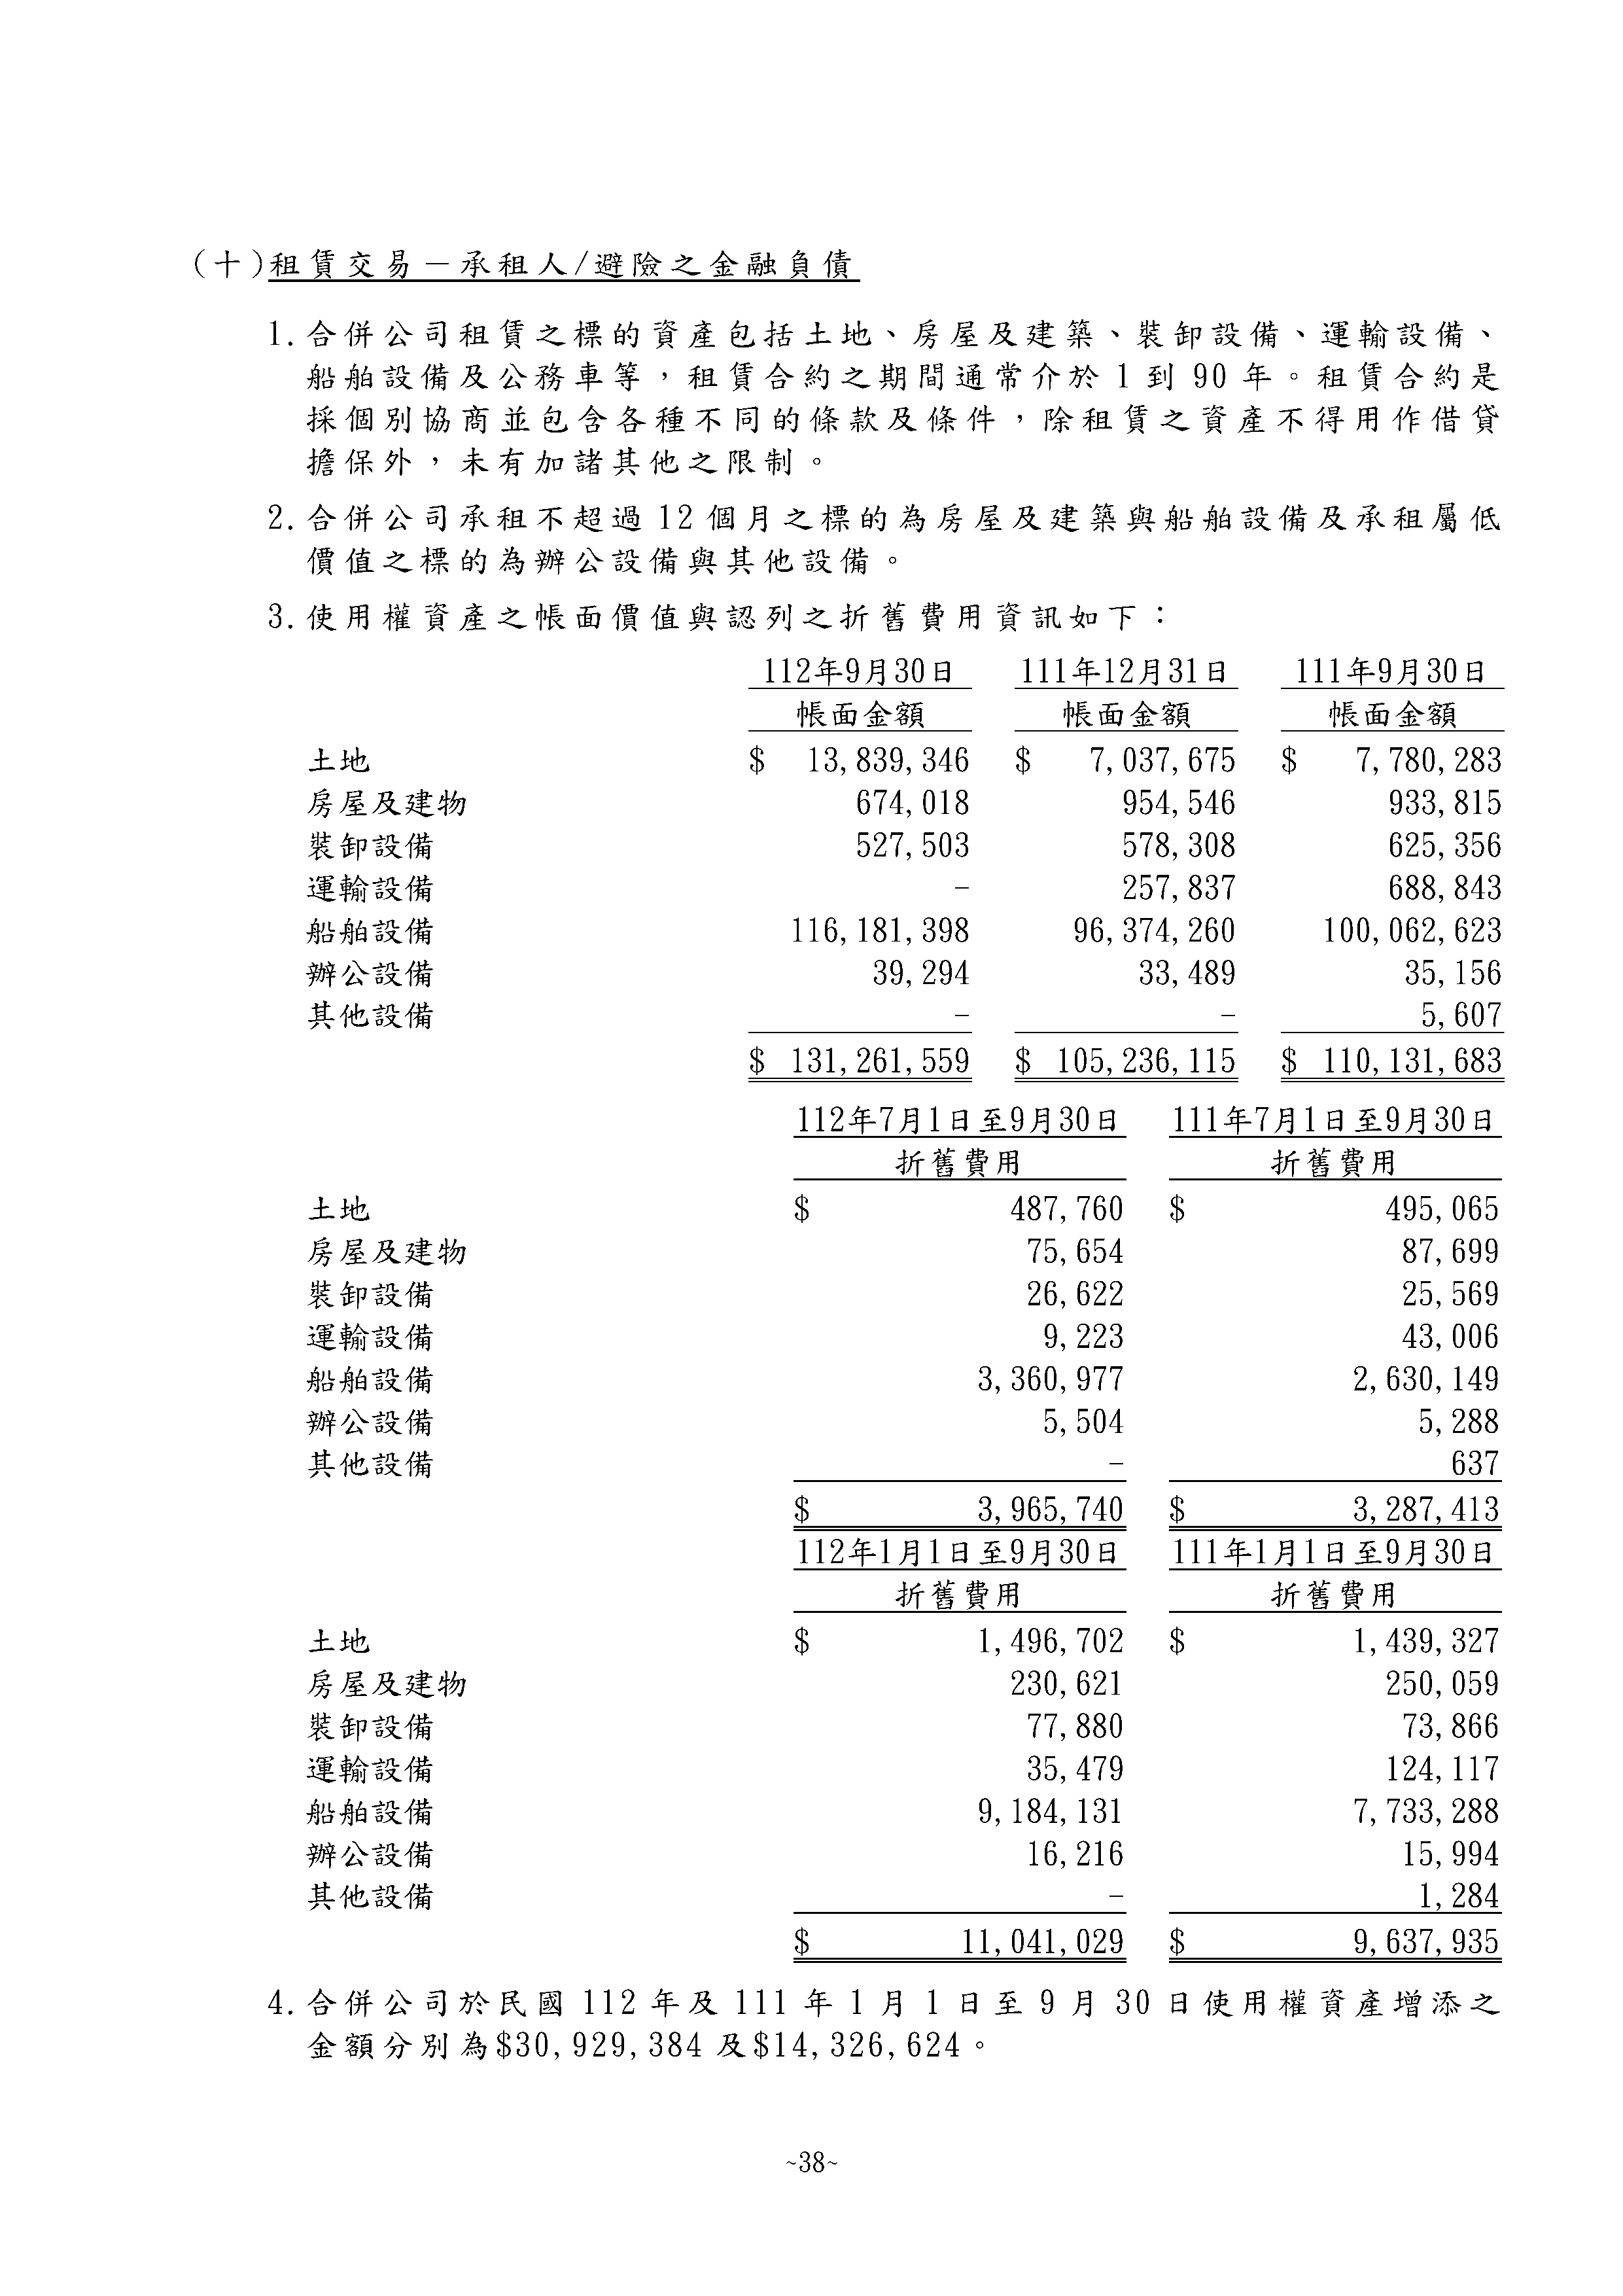 (十)租賃交易－承租人/避險之金融負債
1. 合併公司租賃之標的資產包括土地、房屋及建築、裝卸設備、運輸設備、
船舶設備及公務車等，租賃合約之期間通常介於 1 到 90 年。租賃合約是
採個別協商並包含各種不同的條款及條件，除租賃之資產不得用作借貸
擔保外，未有加諸其他之限制。
2. 合併公司承租不超過 12 個月之標的為房屋及建築與船舶設備及承租屬低
價值之標的為辦公設備與其他設備。
3. 使用權資產之帳面價值與認列之折舊費用資訊如下：
112年9月30日 111年12月31日 111年9月30日
帳面金額 帳面金額 帳面金額
土地 $ 13,839,346 $ 7,037,675 $ 7,780,283
房屋及建物 674,018 954,546 933,815
裝卸設備 527,503 578,308 625,356
運輸設備 - 257,837 688,843
船舶設備 116,181,398 96,374,260 100,062,623
辦公設備 39,294 33,489 35,156
其他設備 - - 5,607
$ 131,261,559 $ 105,236,115 $ 110,131,683
112年7月1日至9月30日 111年7月1日至9月30日
折舊費用 折舊費用
土地 $ 487,760 $ 495,065
房屋及建物 75,654 87,699
裝卸設備 26,622 25,569
運輸設備 9,223 43,006
船舶設備 3,360,977 2,630,149
辦公設備 5,504 5,288
其他設備 - 637
$ 3,965,740 $ 3,287,413
112年1月1日至9月30日 111年1月1日至9月30日
折舊費用 折舊費用
土地 $ 1,496,702 $ 1,439,327
房屋及建物 230,621 250,059
裝卸設備 77,880 73,866
運輸設備 35,479 124,117
船舶設備 9,184,131 7,733,288
辦公設備 16,216 15,994
其他設備 - 1,284
$ 11,041,029 $ 9,637,935
4. 合併公司於民國 112 年及 111 年 1 月 1 日至 9 月 30 日使用權資產增添之
金額分別為$30,929,384 及$14,326,624。
~38~